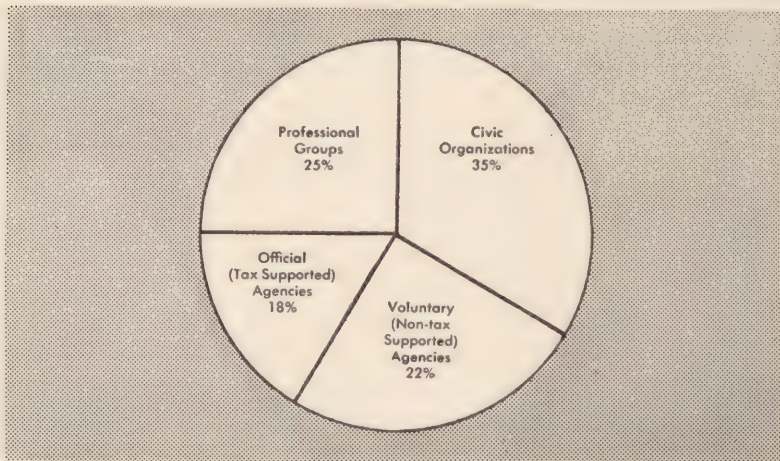 Professional
Groups
25%
Civic
Organizations
35%
Official
(Tax Supported)
Agencies
18%
Voluntary
(Non-tax
Supported)
Agencies
22%